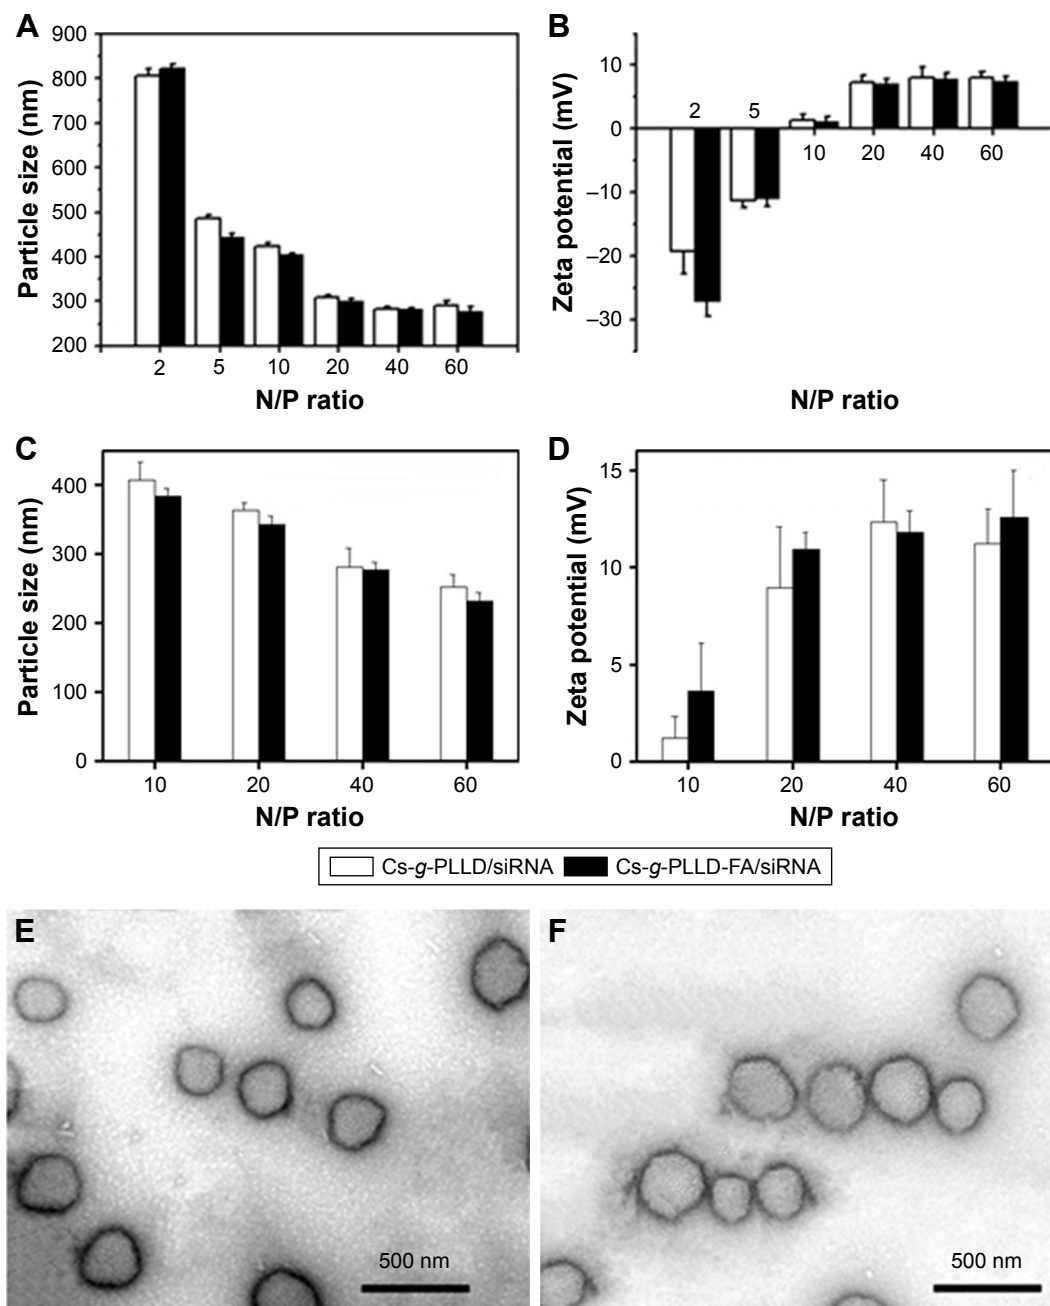 A
Particle size (nm)
900
800
700
600
500
400
300
200
2 5 10 20 40 60
N/P ratio
B
Zeta potential (mV)
10
0
–10
–20
–30
2 5
10 20 40 60
N/P ratio
C
Particle size (nm)
400
300
200
100
0
10 20 40 60
N/P ratio
D
Zeta potential (mV)
15
10
5
0
10 20 40 60
N/P ratio
Cs-g-PLLD/siRNA Cs-g-PLLD-FA/siRNA
E
500 nm
F
500 nm